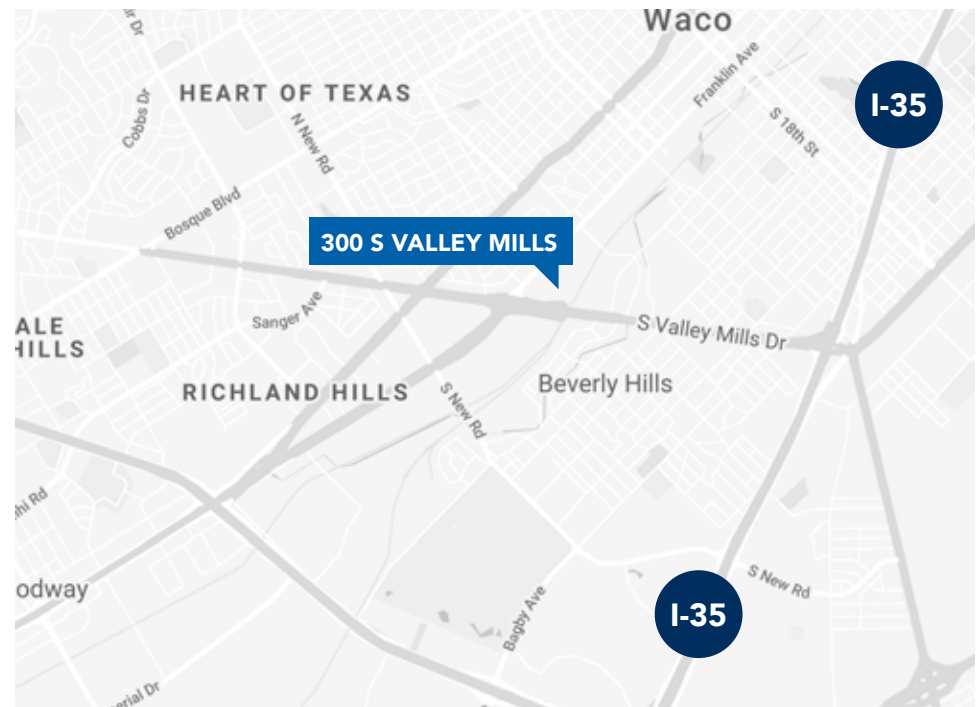 Waco
Franklin Ave
HEART OF TEXAS
Cobbs Dr
I-35
N New Rd
S 18th St
Bosque Blvd
300 S VALLEY MILLS
Sanger Ave
S Valley Mills Dr
RICHLAND HILLS
Beverly Hills
S New Rd
odway
S New Rd
Bagby Ave
I-35
ALE
HILLS